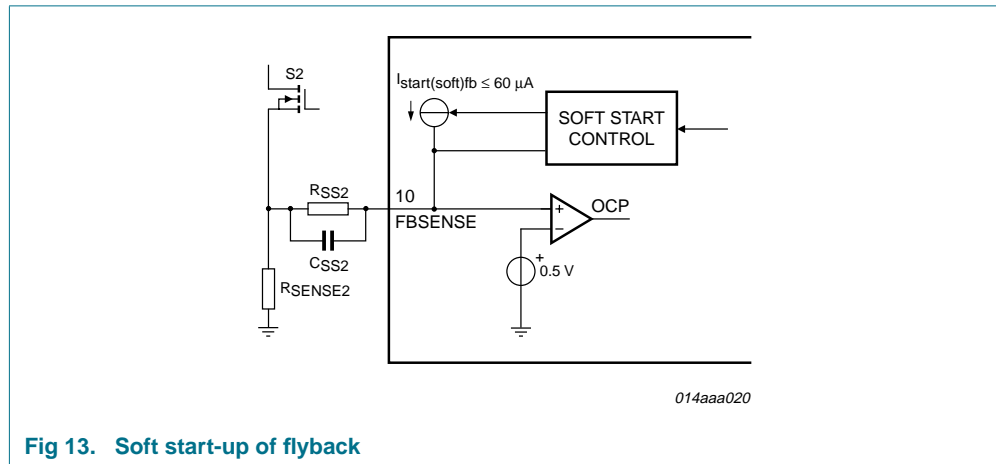 S2
Istart(soft)fb ≤ 60 μA
SOFT START
CONTROL
RSS2
10
FBSENSE
OCP
+
−
CSS2
+
0.5 V
RSENSE2
014aaa020
Fig 13. Soft start-up of flyback